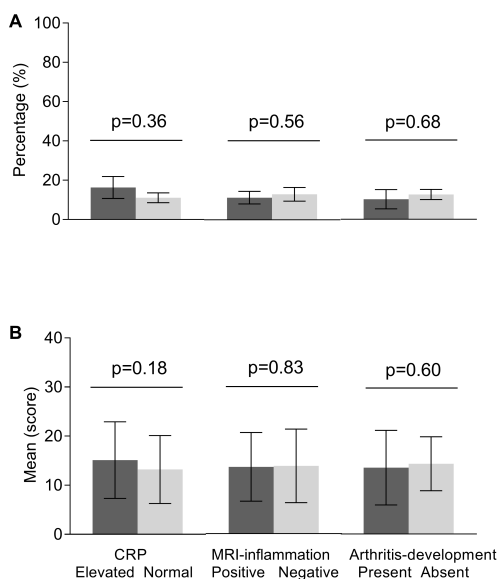 A
Percentage (%)
100
80
60
40
20
0
p=0.36
p=0.56
p=0.68
B
Mean (score)
40
30
20
10
0
p=0.18
p=0.83
p=0.60
CRP
Elevated Normal
MRI-inflammation
Positive Negative
Arthritis-development
Present Absent